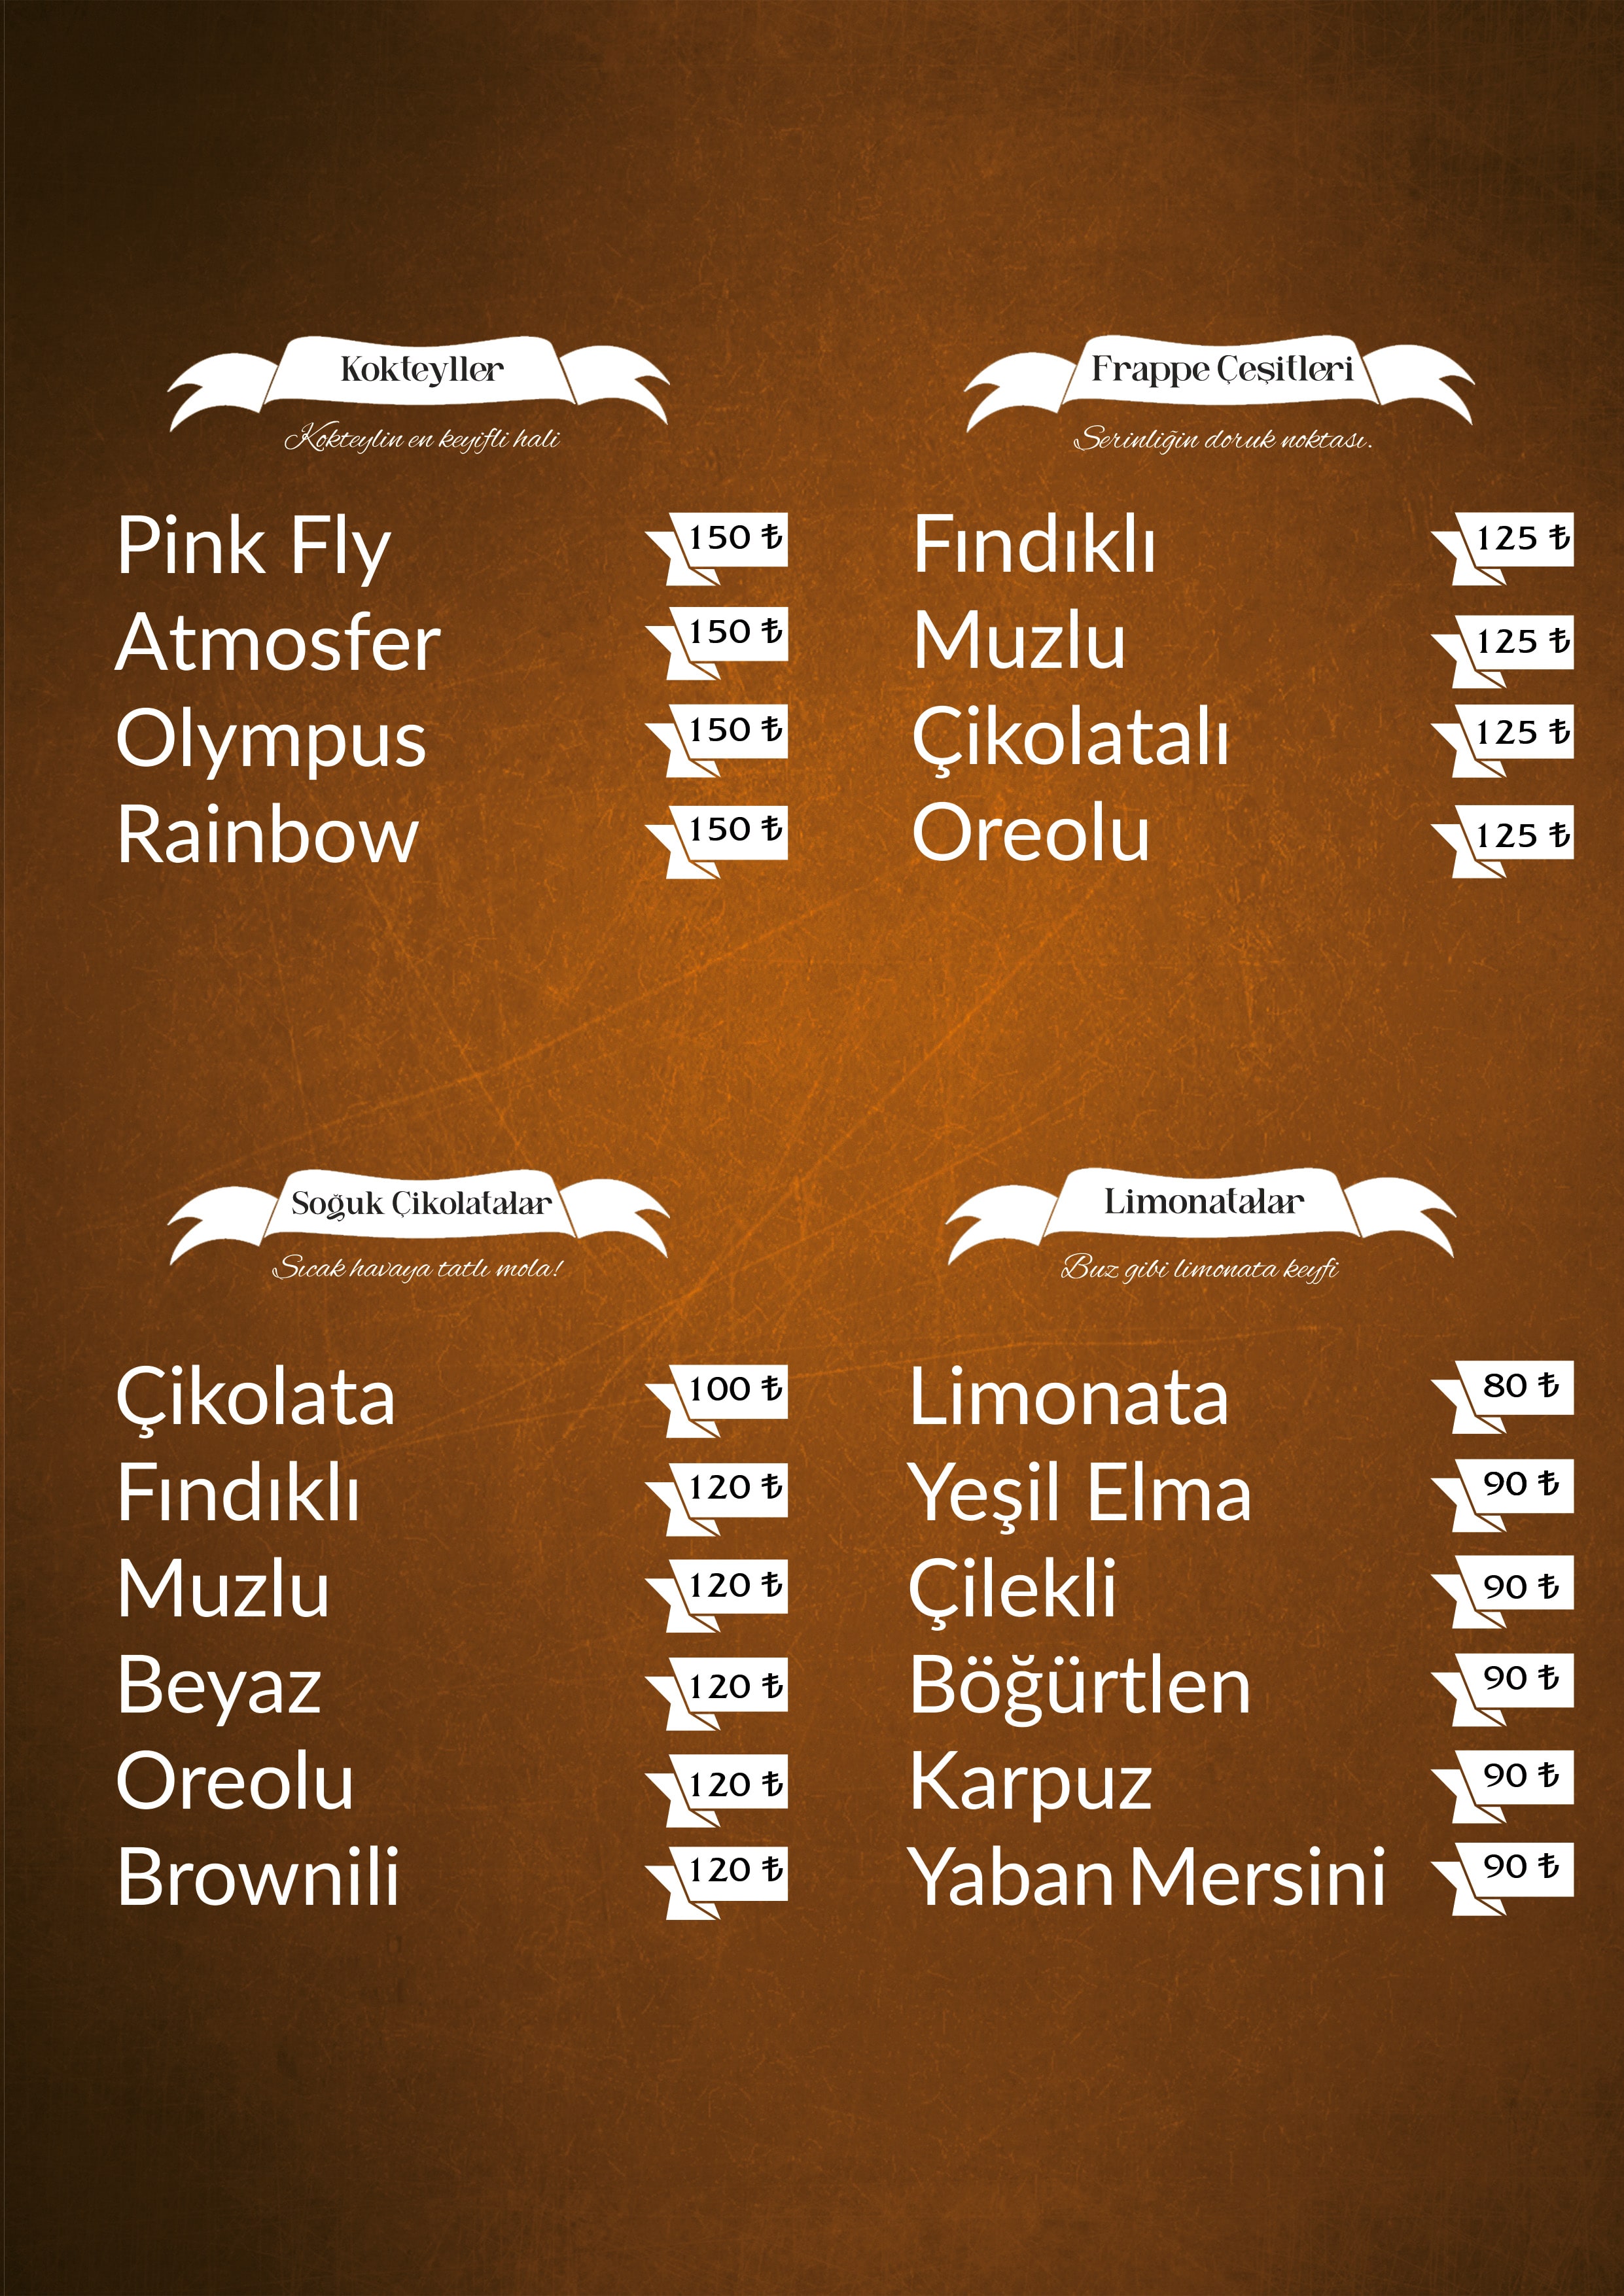 Kokteyller
Kokteylin en keyifli hali
Pink Fly 150 ₺
Atmosfer 150 ₺
Olympus 150 ₺
Rainbow 150 ₺
Frappe Çeşitleri
Serinliğin doruk noktası.
Fındıklı 125 ₺
Muzlu 125 ₺
Çikolatalı 125 ₺
Oreolu 125 ₺
Soğuk Çikolatalar
Sıcak havaya tatlı mola!
Çikolata 100 ₺
Fındıklı 120 ₺
Muzlu 120 ₺
Beyaz 120 ₺
Oreolu 120 ₺
Brownili 120 ₺
Limonatalar
Buz gibi limonata keyfi
Limonata 80 ₺
Yeşil Elma 90 ₺
Çilekli 90 ₺
Böğürtlen 90 ₺
Karpuz 90 ₺
Yaban Mersini 90 ₺